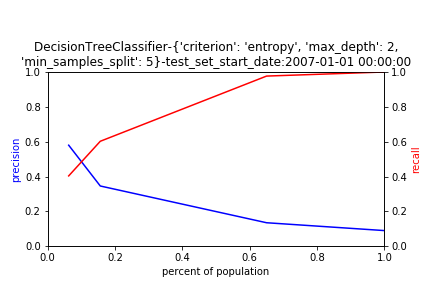 DecisionTreeClassifier-{'criterion': 'entropy', 'max_depth': 2,
'min_samples_split': 5}-test_set_start_date:2007-01-01 00:00:00
1.0
0.8
0.6
0.4
0.2
0.0
precision
1.0
0.8
0.6
0.4
0.2
0.0
recall
0.0 0.2 0.4 0.6 0.8 1.0
percent of population